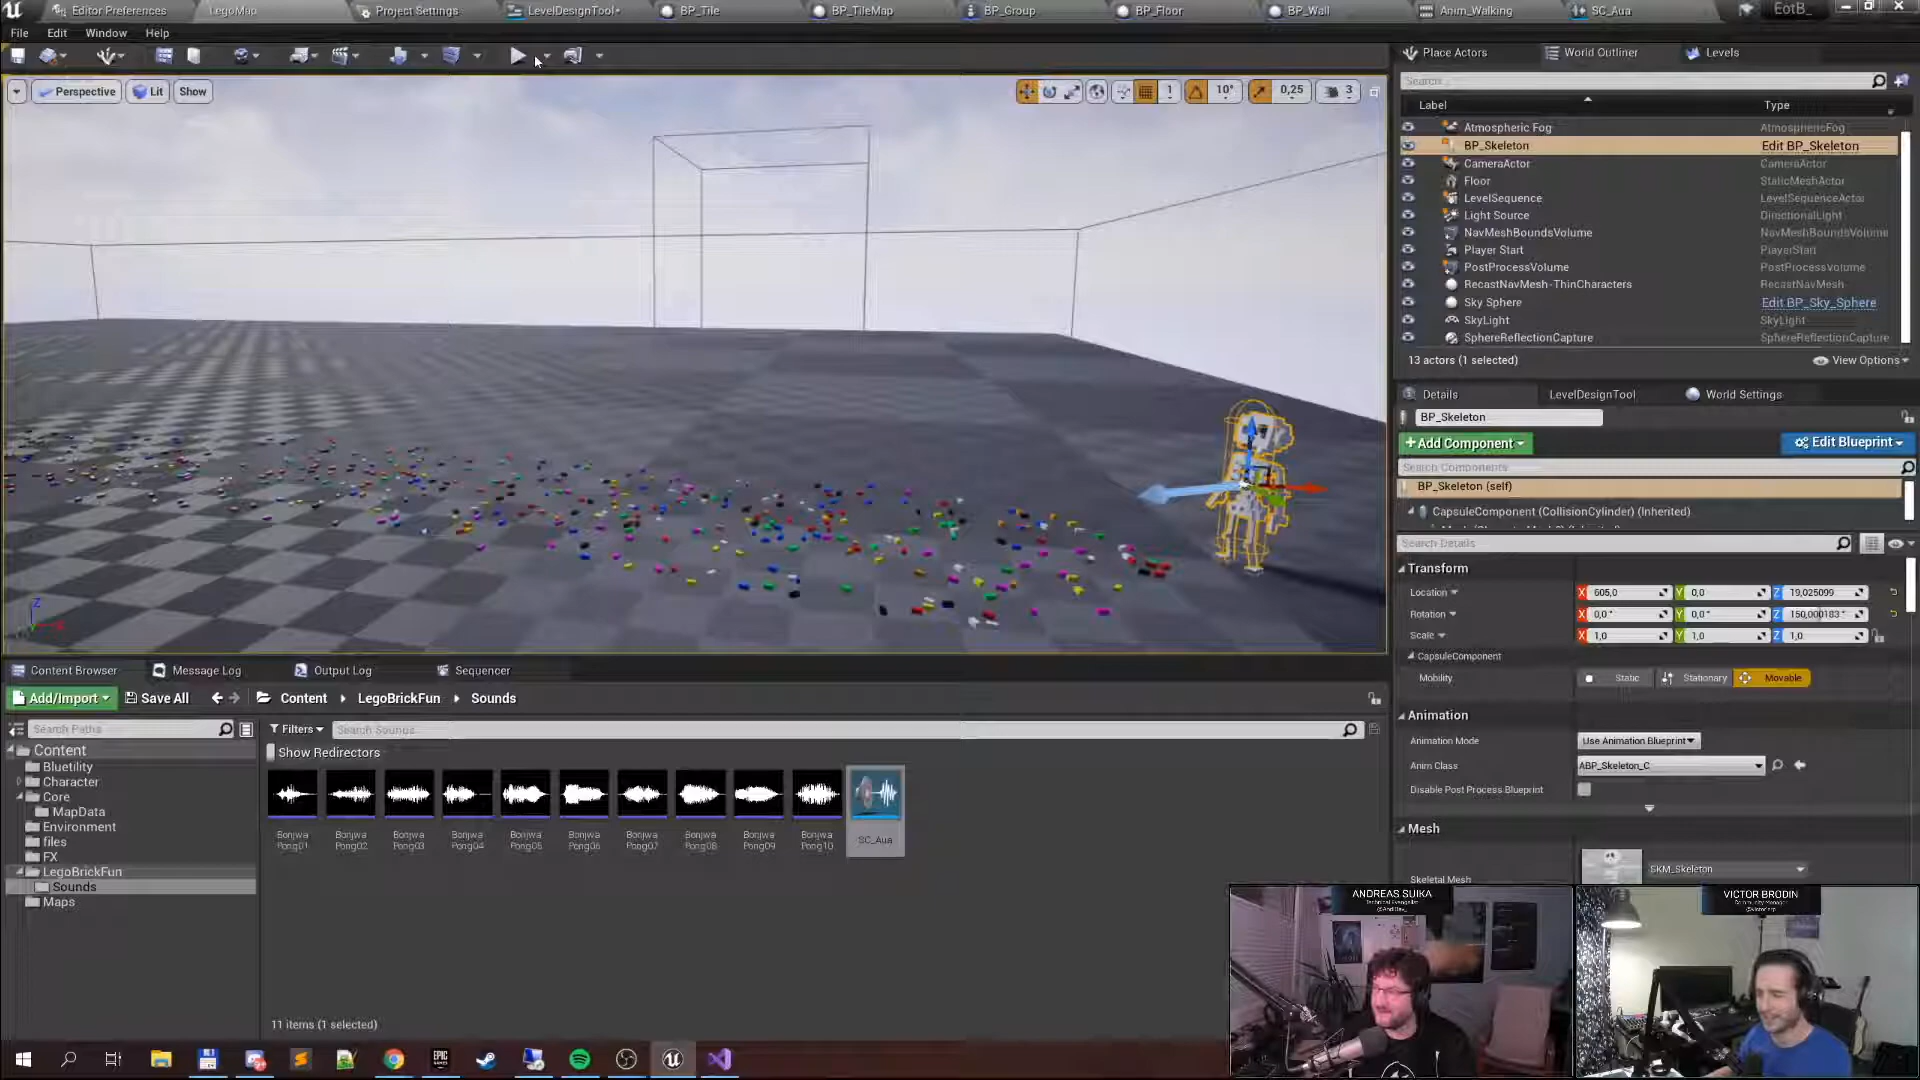 Editor Preferences
LegoMap
Project Settings
LevelDesignTool*
BP_Tile
BP_TileMap
BP_Group
BP_Floor
BP_Wall
Anim_Walking
SC_Aua
EotB_
File Edit Window Help
Perspective Lit Show
1 10° 0,25 3
Place Actors World Outliner Levels
Search...
Label Type
Atmospheric Fog AtmosphericFog
BP_Skeleton Edit BP_Skeleton
CameraActor CameraActor
Floor StaticMeshActor
LevelSequence LevelSequenceActor
Light Source DirectionalLight
NavMeshBoundsVolume NavMeshBoundsVolume
Player Start PlayerStart
PostProcessVolume PostProcessVolume
RecastNavMesh-ThinCharacters RecastNavMesh
Sky Sphere Edit BP_Sky_Sphere
SkyLight SkyLight
SphereReflectionCapture SphereReflectionCapture
13 actors (1 selected) View Options
Details LevelDesignTool World Settings
BP_Skeleton
+Add Component Edit Blueprint
Search Components
BP_Skeleton (self)
CapsuleComponent (CollisionCylinder) (Inherited)
Search Details
Transform
Location X 605,0 Y 0,0 Z 19,025099
Rotation X 0,0° Y 0,0° Z 150,000183°
Scale X 1,0 Y 1,0 Z 1,0
CapsuleComponent
Mobility Static Stationary Movable
Animation
Animation Mode Use Animation Blueprint
Anim Class ABP_Skeleton_C
Disable Post Process Blueprint
Mesh
Skeletal Mesh SKM_Skeleton
Z
Content Browser Message Log Output Log Sequencer
Add/Import Save All Content LegoBrickFun Sounds
Search Paths
Filters Search Sounds
Show Redirectors
Content
Bluetility
Character
Core
MapData
Environment
files
FX
LegoBrickFun
Sounds
Maps
Bonjwa Pong01
Bonjwa Pong02
Bonjwa Pong03
Bonjwa Pong04
Bonjwa Pong05
Bonjwa Pong06
Bonjwa Pong07
Bonjwa Pong08
Bonjwa Pong09
Bonjwa Pong10
SC_Aua
11 items (1 selected)
ANDREAS SUIKA
Technical Evangelist
VICTOR BRODIN
Community Manager
EPIC GAMES